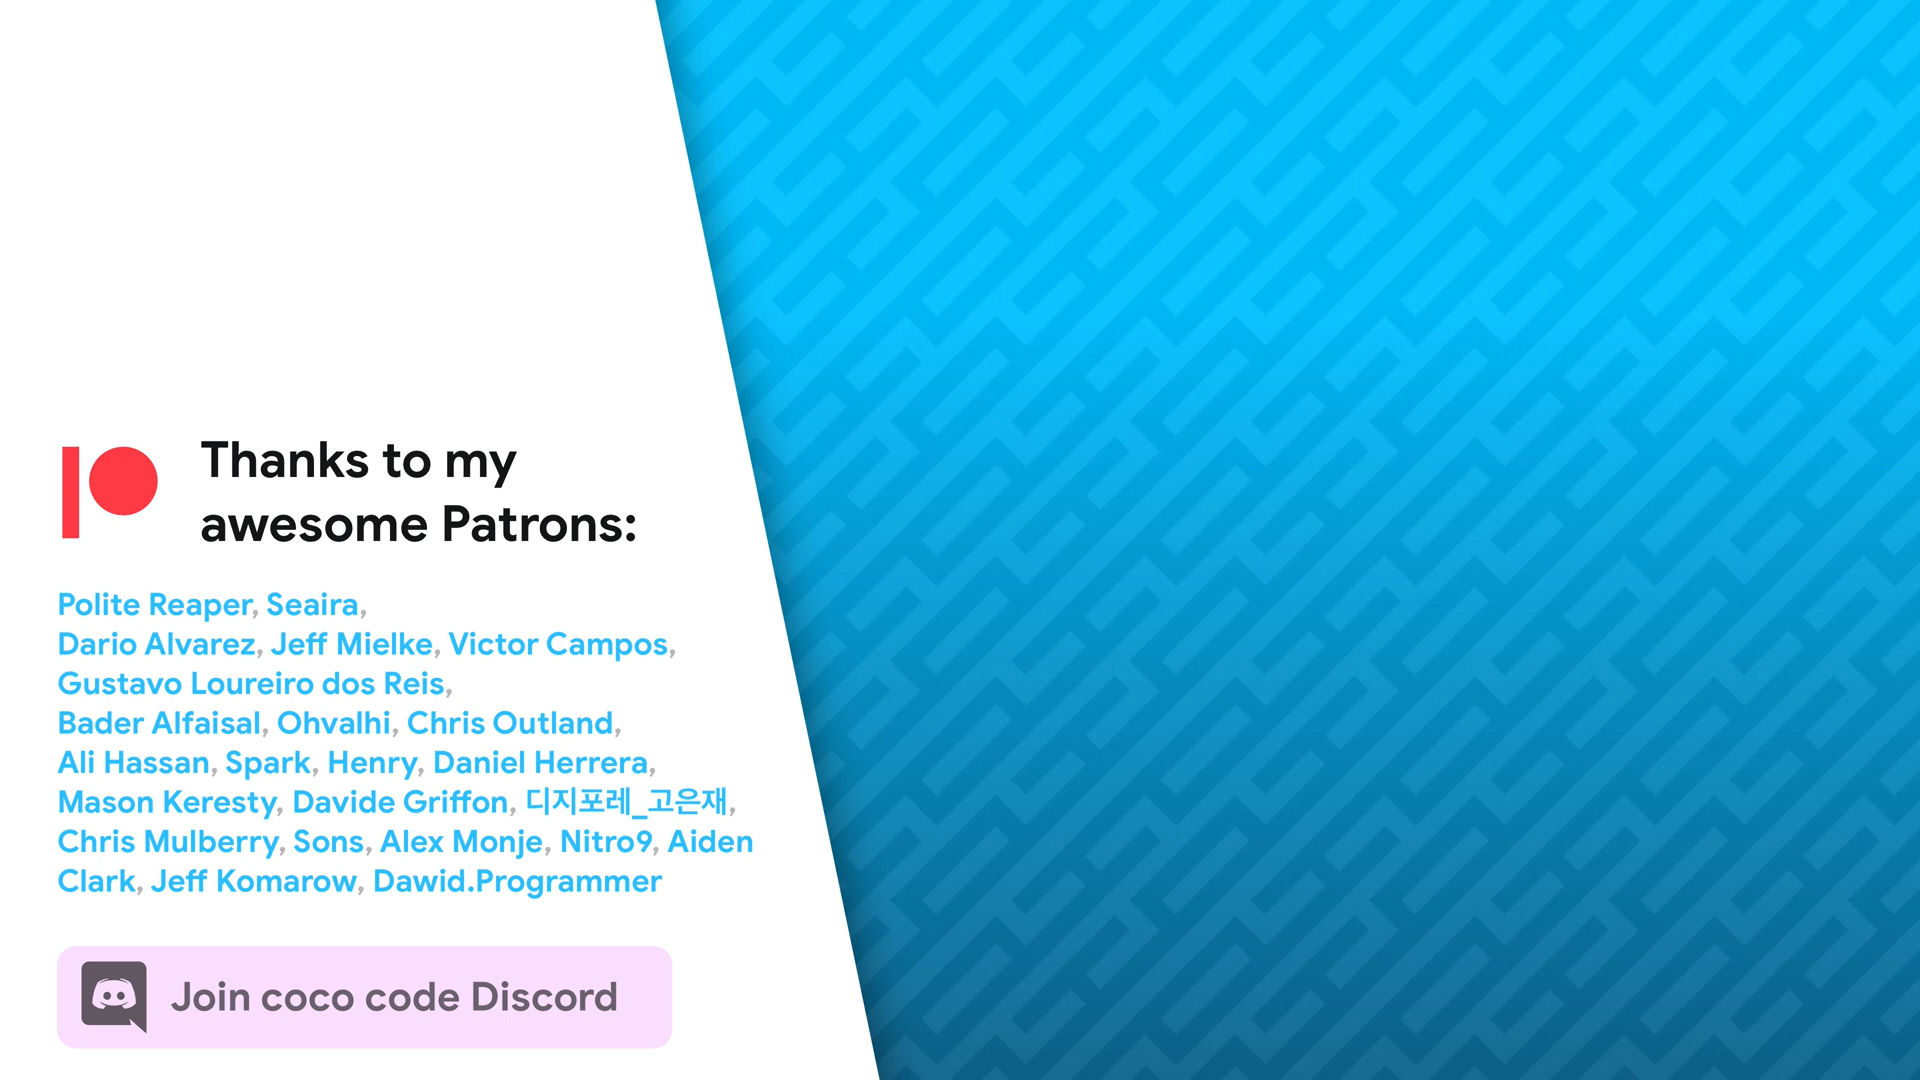 Thanks to my
awesome Patrons:
Polite Reaper, Seaira,
Dario Alvarez, Jeff Mielke, Victor Campos,
Gustavo Loureiro dos Reis,
Bader Alfaisal, Ohvalhi, Chris Outland,
Ali Hassan, Spark, Henry, Daniel Herrera,
Mason Keresty, Davide Griffon, 디지포레_고은재,
Chris Mulberry, Sons, Alex Monje, Nitro9, Aiden
Clark, Jeff Komarow, Dawid.Programmer
Join coco code Discord